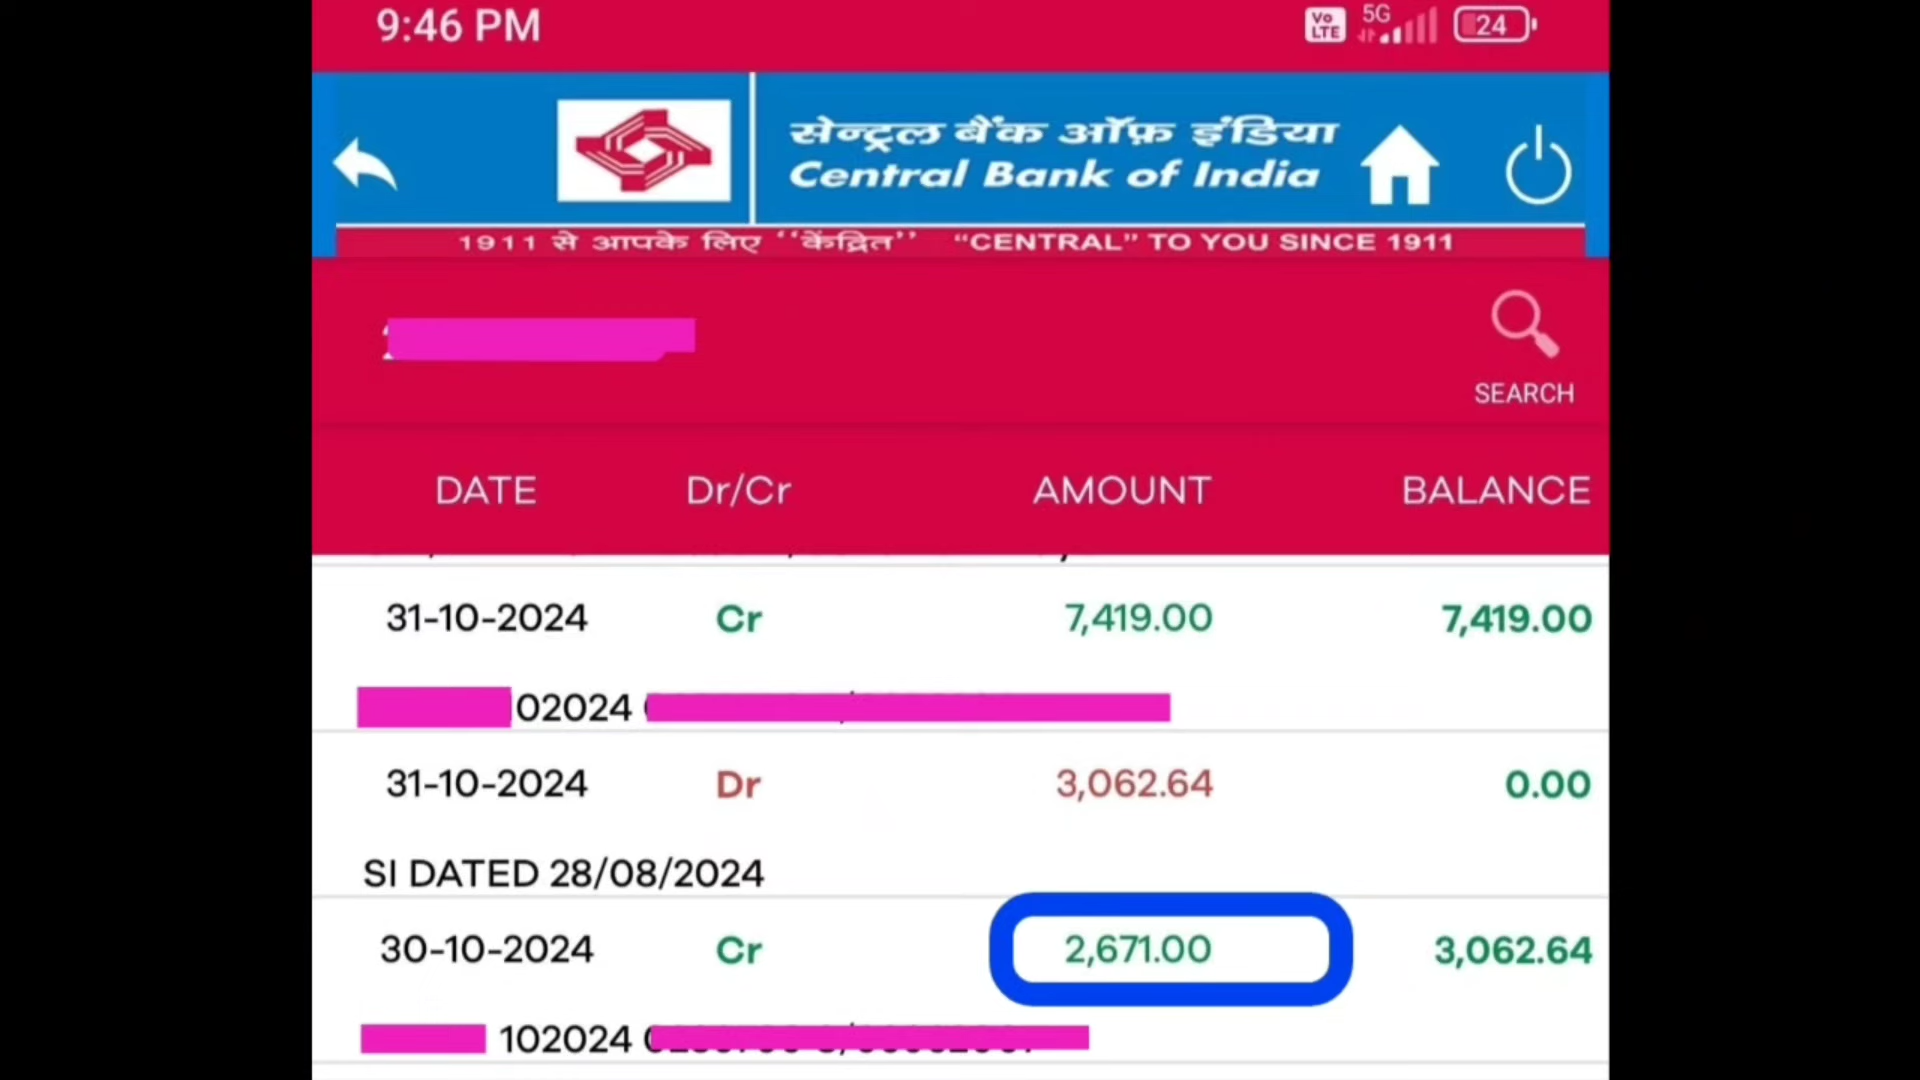 9:46 PM
Vo LTE 5G 24
सेन्ट्रल बैंक ऑफ़ इंडिया
Central Bank of India
1911 से आपके लिए ‘‘केंद्रित’’ “CENTRAL” TO YOU SINCE 1911
SEARCH
DATE Dr/Cr AMOUNT BALANCE
31-10-2024 Cr 7,419.00 7,419.00
02024
31-10-2024 Dr 3,062.64 0.00
SI DATED 28/08/2024
30-10-2024 Cr 2,671.00 3,062.64
102024